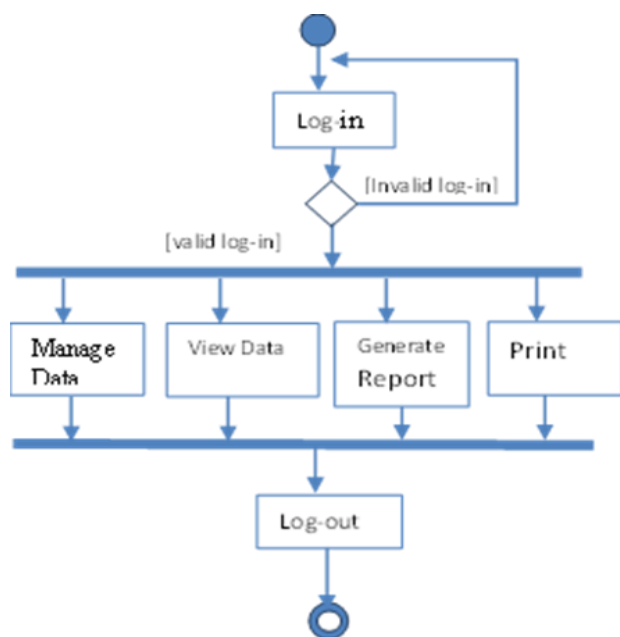 Log-in
[Invalid log-in]
[valid log-in]
Manage
Data
View Data
Generate
Report
Print
Log-out